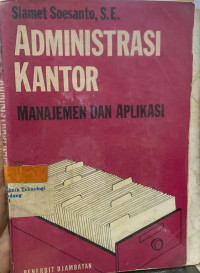 Slamet Soesanto, S.E.
ADMINISTRASI
KANTOR
MANAJEMEN DAN APLIKASI
PENERBIT DJAMBATAN